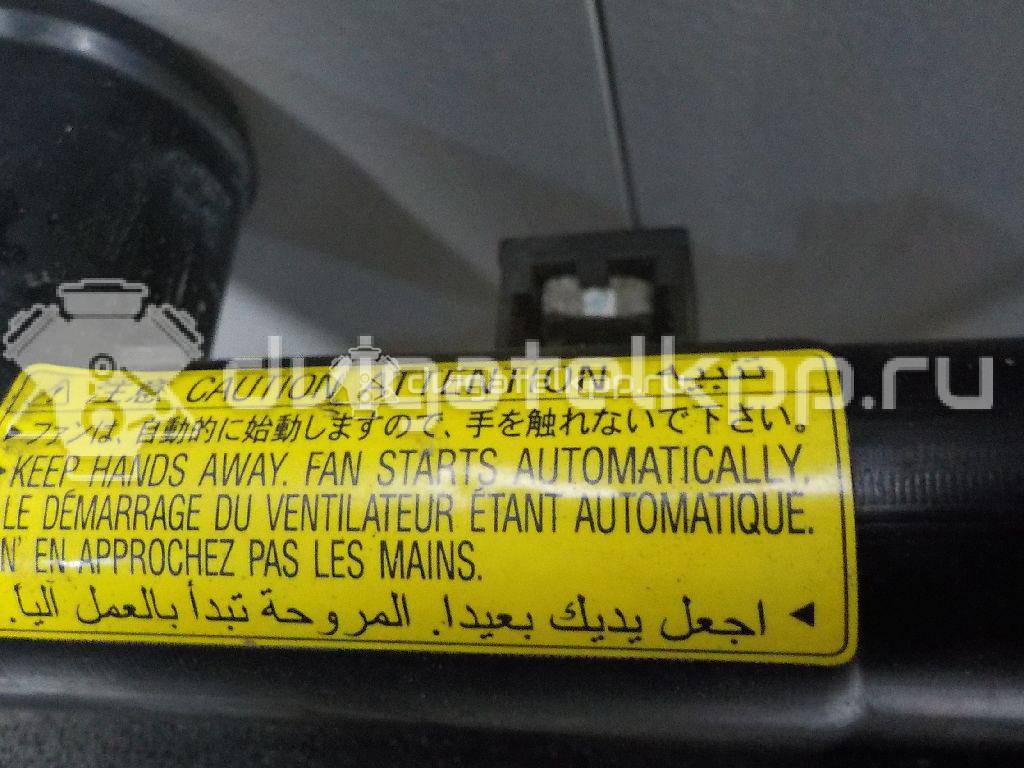 注意 CAUTION ATTENTION تنبيه
ファンは、自動的に始動しますので、手を触れないで下さい。
KEEP HANDS AWAY. FAN STARTS AUTOMATICALLY.
LE DÉMARRAGE DU VENTILATEUR ÉTANT AUTOMATIQUE.
N' EN APPROCHEZ PAS LES MAINS.
اجعل يديك بعيدا. المروحة تبدأ بالعمل آليا.
dvigatelkpp.ru